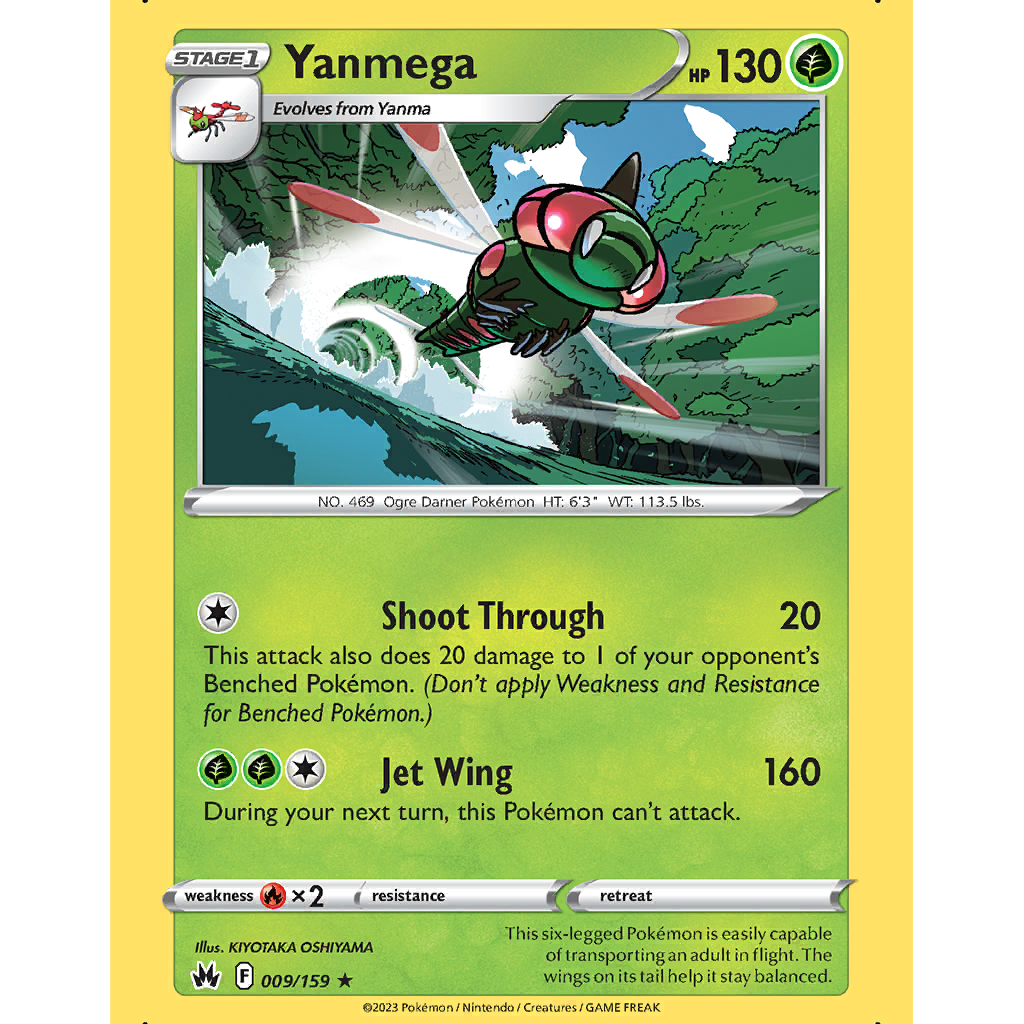 STAGE1
Yanmega
HP 130
Evolves from Yanma
NO. 469 Ogre Darner Pokémon HT: 6'3" WT: 113.5 lbs.
Shoot Through 20
This attack also does 20 damage to 1 of your opponent's
Benched Pokémon. (Don't apply Weakness and Resistance
for Benched Pokémon.)
Jet Wing 160
During your next turn, this Pokémon can't attack.
weakness ×2 resistance retreat
Illus. KIYOTAKA OSHIYAMA
F 009/159 ★
This six-legged Pokémon is easily capable
of transporting an adult in flight. The
wings on its tail help it stay balanced.
©2023 Pokémon / Nintendo / Creatures / GAME FREAK